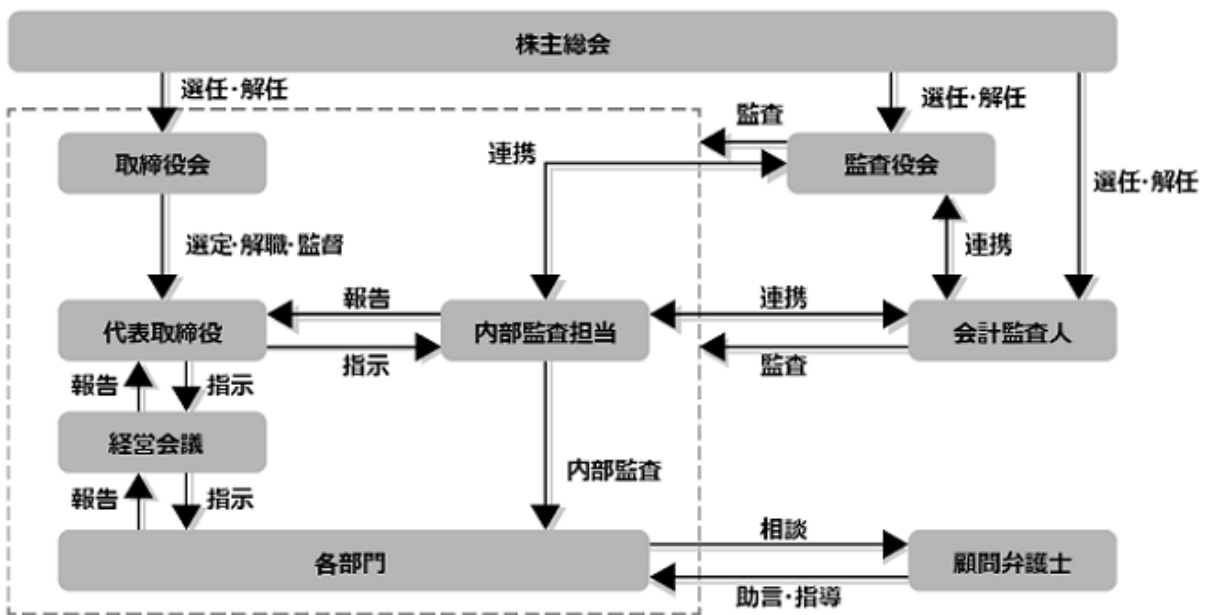 株主総会
選任・解任
選任・解任
監査
連携
取締役会
監査役会
選任・解任
選定・解職・監督
連携
報告
連携
代表取締役
内部監査担当
会計監査人
指示
監査
報告
指示
経営会議
内部監査
報告
指示
相談
各部門
顧問弁護士
助言・指導